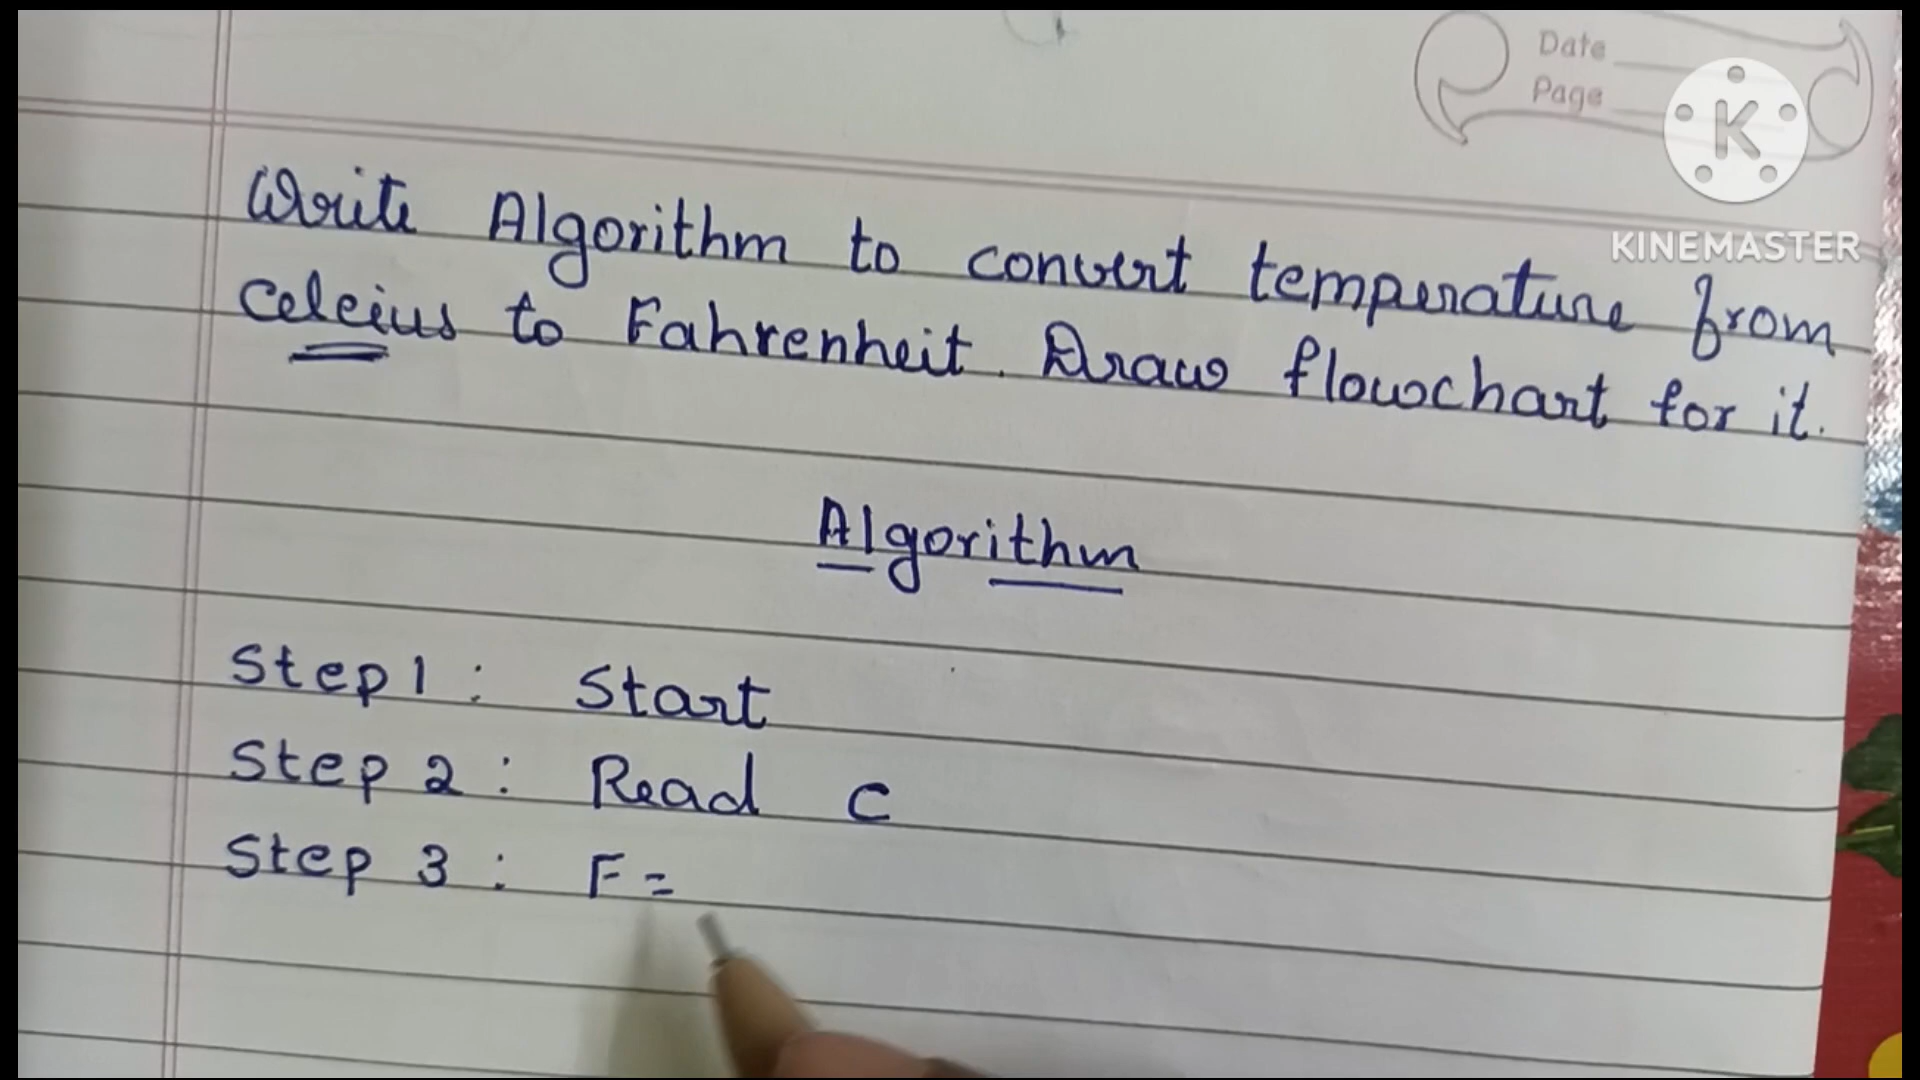 Date
Page
K
KINEMASTER
Write Algorithm to convert temperature from
Celcius to Fahrenheit. Draw flowchart for it.
Algorithm
Step 1 : Start
Step 2 : Read C
Step 3 : F =